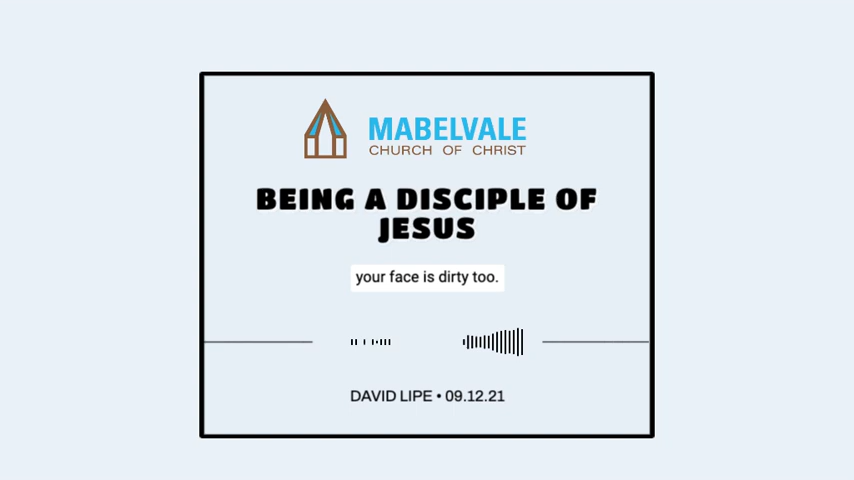 MABELVALE
CHURCH OF CHRIST
BEING A DISCIPLE OF
JESUS
your face is dirty too.
DAVID LIPE • 09.12.21